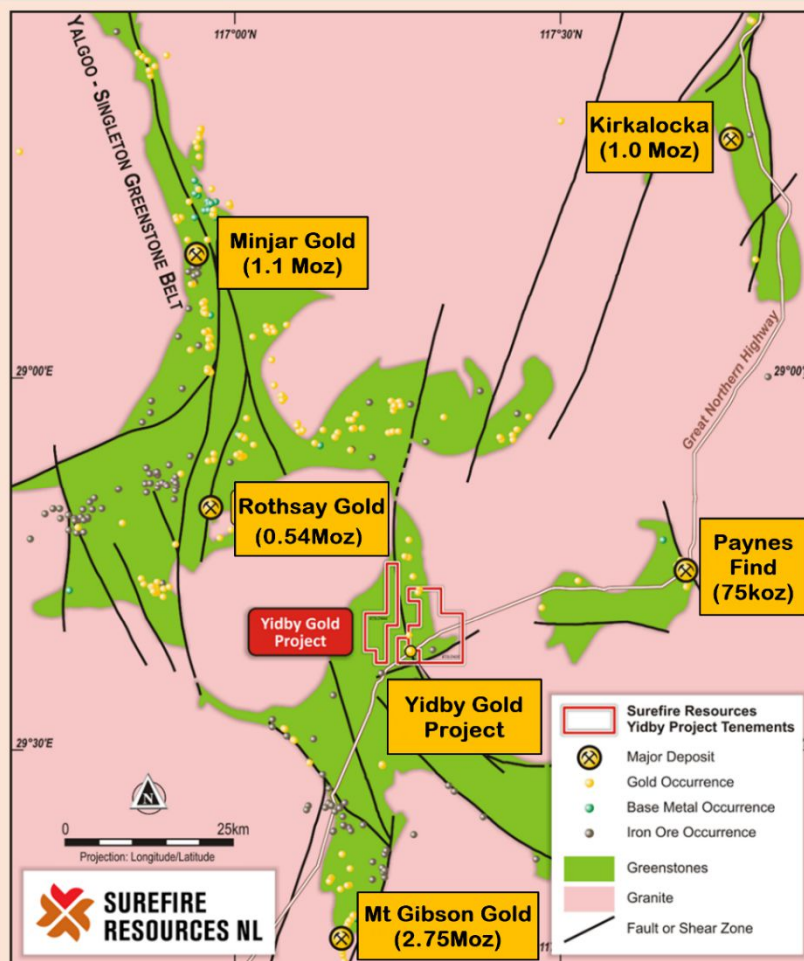 117°00'N
117°30'N
YALGOO - SINGLETON GREENSTONE BELT
Kirkalocka
(1.0 Moz)
Minjar Gold
(1.1 Moz)
Great Northern Highway
29°00'E
29°00'
Rothsay Gold
(0.54Moz)
Paynes
Find
(75koz)
Yidby Gold
Project
Yidby Gold
Project
29°30'E
N
0
25km
Projection: Longitude/Latitude
SUREFIRE
RESOURCES NL
Mt Gibson Gold
(2.75Moz)
Surefire Resources
Yidby Project Tenements
Major Deposit
Gold Occurrence
Base Metal Occurrence
Iron Ore Occurrence
Greenstones
Granite
Fault or Shear Zone